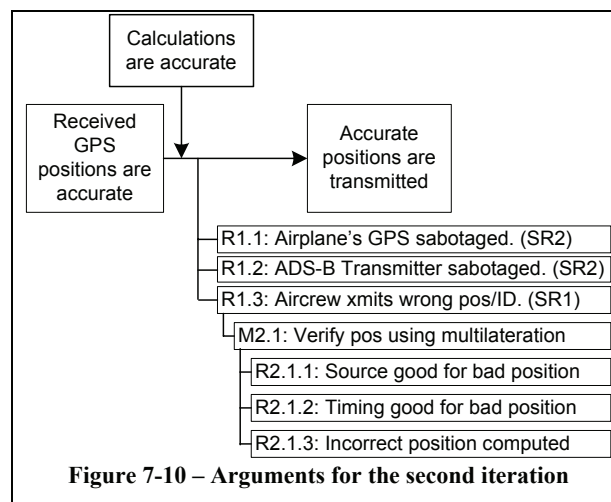 Calculations
are accurate
Received
GPS
positions are
accurate
Accurate
positions are
transmitted
R1.1: Airplane's GPS sabotaged. (SR2)
R1.2: ADS-B Transmitter sabotaged. (SR2)
R1.3: Aircrew xmits wrong pos/ID. (SR1)
M2.1: Verify pos using multilateration
R2.1.1: Source good for bad position
R2.1.2: Timing good for bad position
R2.1.3: Incorrect position computed
Figure 7-10 – Arguments for the second iteration